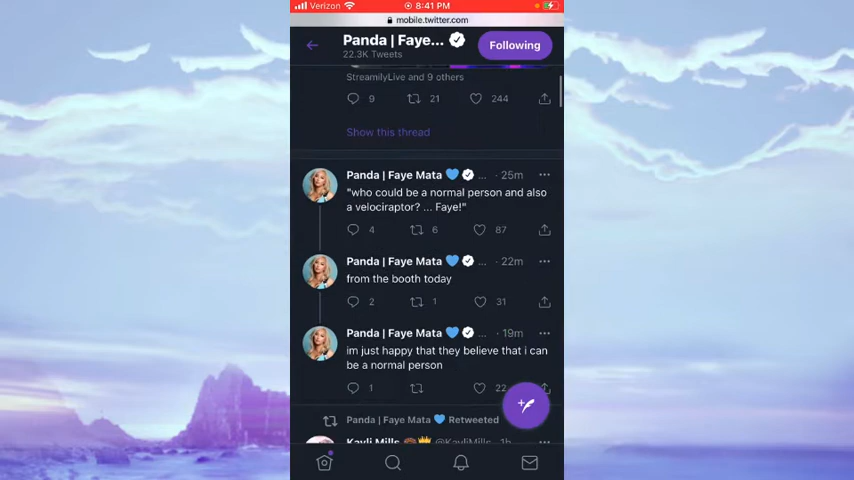 Verizon 8:41 PM
mobile.twitter.com
Panda | Faye...
22.3K Tweets
Following
StreamilyLive and 9 others
9 21 244
Show this thread
Panda | Faye Mata 💙 ... · 25m
"who could be a normal person and also
a velociraptor? ... Faye!"
4 6 87
Panda | Faye Mata 💙 ... · 22m
from the booth today
2 1 31
Panda | Faye Mata 💙 ... · 19m
im just happy that they believe that i can
be a normal person
1 22
Panda | Faye Mata 💙 Retweeted
Kayli Mills @KayliMills · 1h